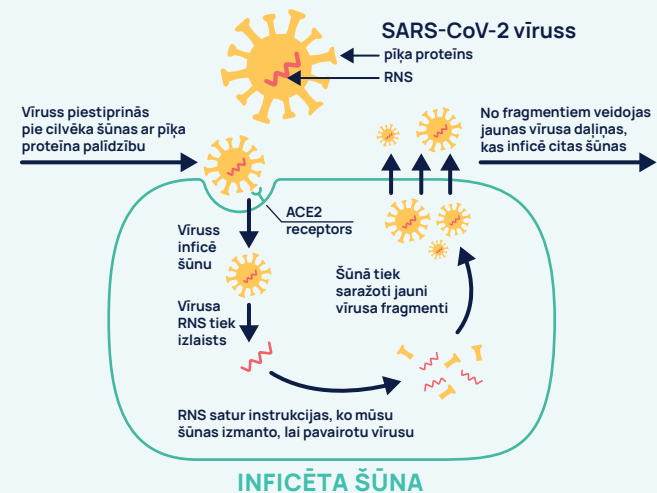 SARS-CoV-2 vīruss
pīķa proteīns
RNS
Vīruss piestiprinās
pie cilvēka šūnas ar pīķa
proteīna palīdzību
No fragmentiem veidojas
jaunas vīrusa daļiņas,
kas inficē citas šūnas
ACE2
receptors
Vīruss
inficē
šūnu
Šūnā tiek
saražoti jauni
vīrusa fragmenti
Vīrusa
RNS tiek
izlaists
RNS satur instrukcijas, ko mūsu
šūnas izmanto, lai pavairotu vīrusu
INFICĒTA ŠŪNA